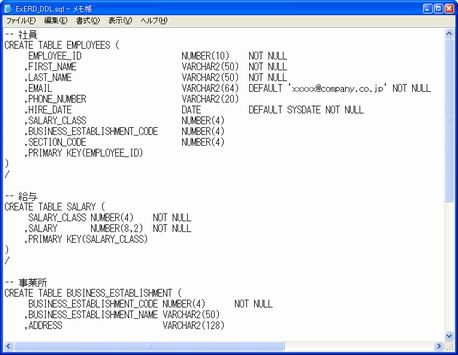 ExERD_DDL.sql - メモ帳
ファイル(F) 編集(E) 書式(O) 表示(V) ヘルプ(H)
-- 社員
CREATE TABLE EMPLOYEES (
EMPLOYEE_ID NUMBER(10) NOT NULL
,FIRST_NAME VARCHAR2(50) NOT NULL
,LAST_NAME VARCHAR2(50) NOT NULL
,EMAIL VARCHAR2(64) DEFAULT 'xxxxx@company.co.jp' NOT NULL
,PHONE_NUMBER VARCHAR2(20)
,HIRE_DATE DATE DEFAULT SYSDATE NOT NULL
,SALARY_CLASS NUMBER(4)
,BUSINESS_ESTABLISHMENT_CODE NUMBER(4)
,SECTION_CODE NUMBER(4)
,PRIMARY KEY(EMPLOYEE_ID)
)
/
-- 給与
CREATE TABLE SALARY (
SALARY_CLASS NUMBER(4) NOT NULL
,SALARY NUMBER(8,2) NOT NULL
,PRIMARY KEY(SALARY_CLASS)
)
/
-- 事業所
CREATE TABLE BUSINESS_ESTABLISHMENT (
BUSINESS_ESTABLISHMENT_CODE NUMBER(4) NOT NULL
,BUSINESS_ESTABLISHMENT_NAME VARCHAR2(50)
,ADDRESS VARCHAR2(128)